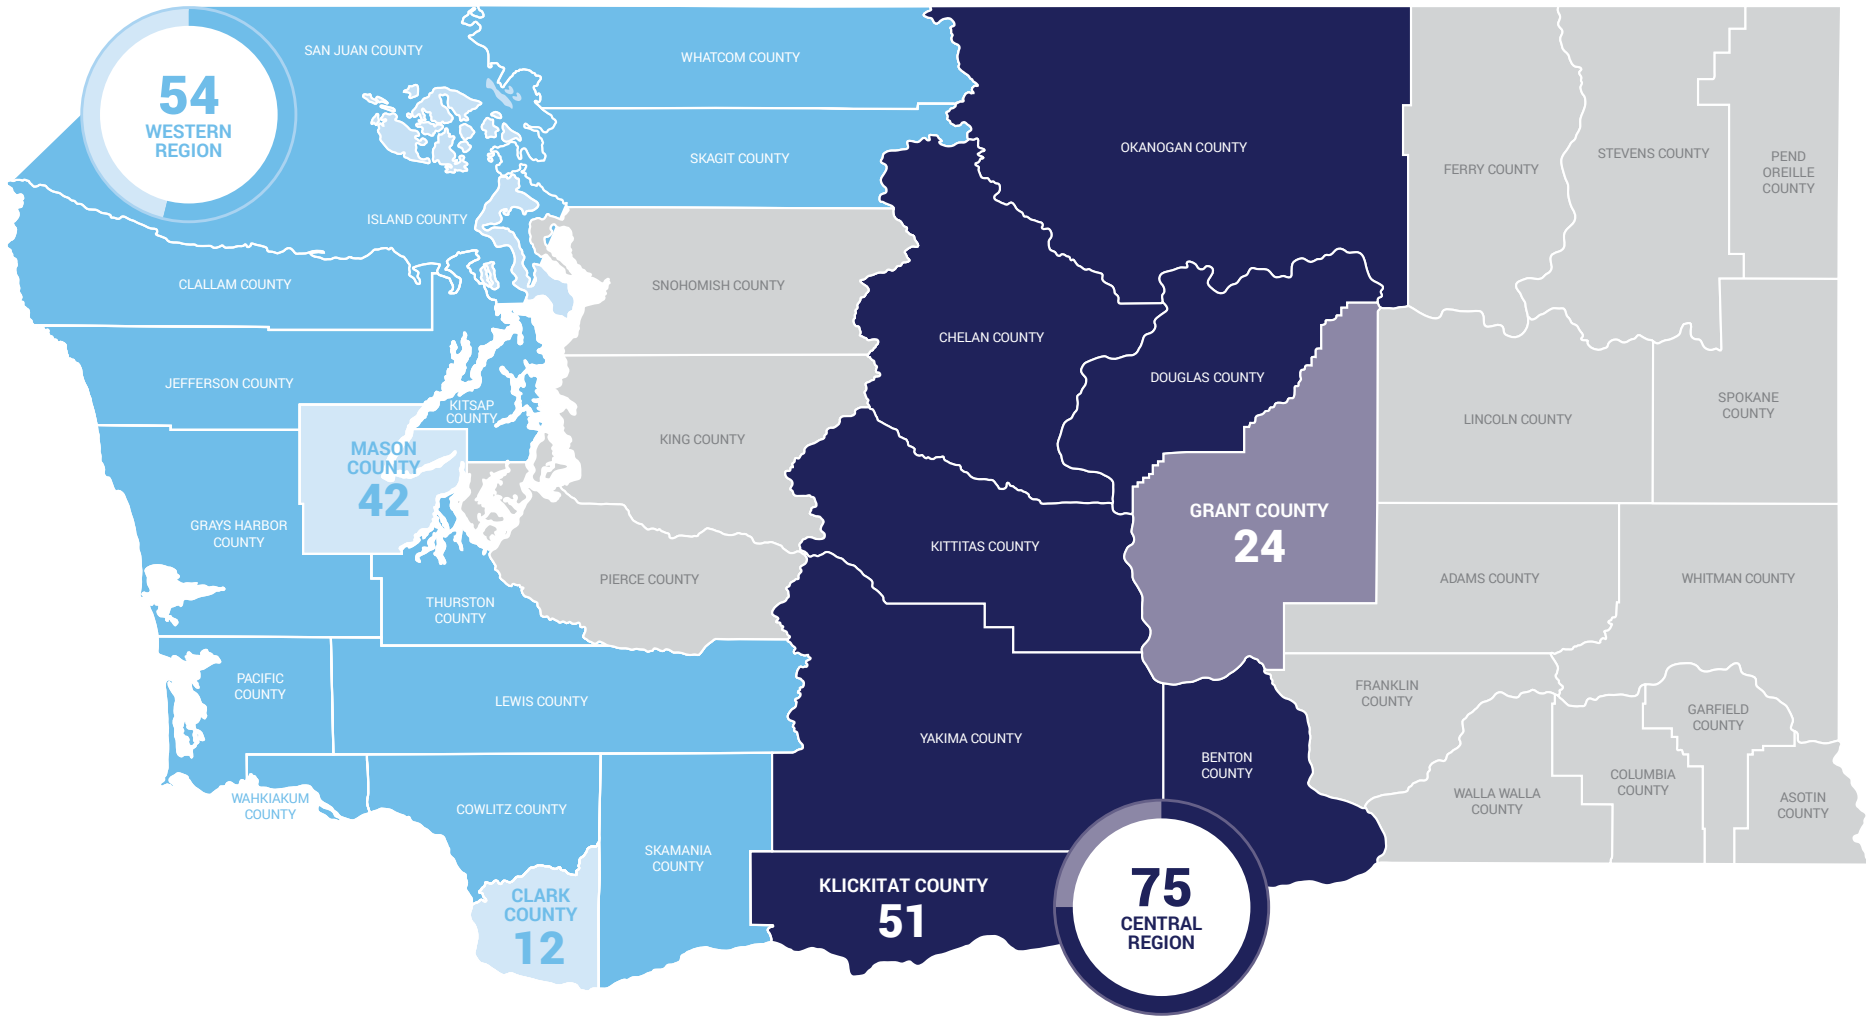 54
WESTERN
REGION
SAN JUAN COUNTY
WHATCOM COUNTY
SKAGIT COUNTY
ISLAND COUNTY
CLALLAM COUNTY
JEFFERSON COUNTY
KITSAP
COUNTY
MASON
COUNTY
42
GRAYS HARBOR
COUNTY
THURSTON
COUNTY
PACIFIC
COUNTY
LEWIS COUNTY
WAHKIAKUM
COUNTY
COWLITZ COUNTY
SKAMANIA
COUNTY
CLARK
COUNTY
12
SNOHOMISH COUNTY
KING COUNTY
PIERCE COUNTY
OKANOGAN COUNTY
CHELAN COUNTY
DOUGLAS COUNTY
KITTITAS COUNTY
GRANT COUNTY
24
YAKIMA COUNTY
BENTON
COUNTY
KLICKITAT COUNTY
51
75
CENTRAL
REGION
FERRY COUNTY
STEVENS COUNTY
PEND
OREILLE
COUNTY
LINCOLN COUNTY
SPOKANE
COUNTY
ADAMS COUNTY
WHITMAN COUNTY
FRANKLIN
COUNTY
GARFIELD
COUNTY
WALLA WALLA
COUNTY
COLUMBIA
COUNTY
ASOTIN
COUNTY